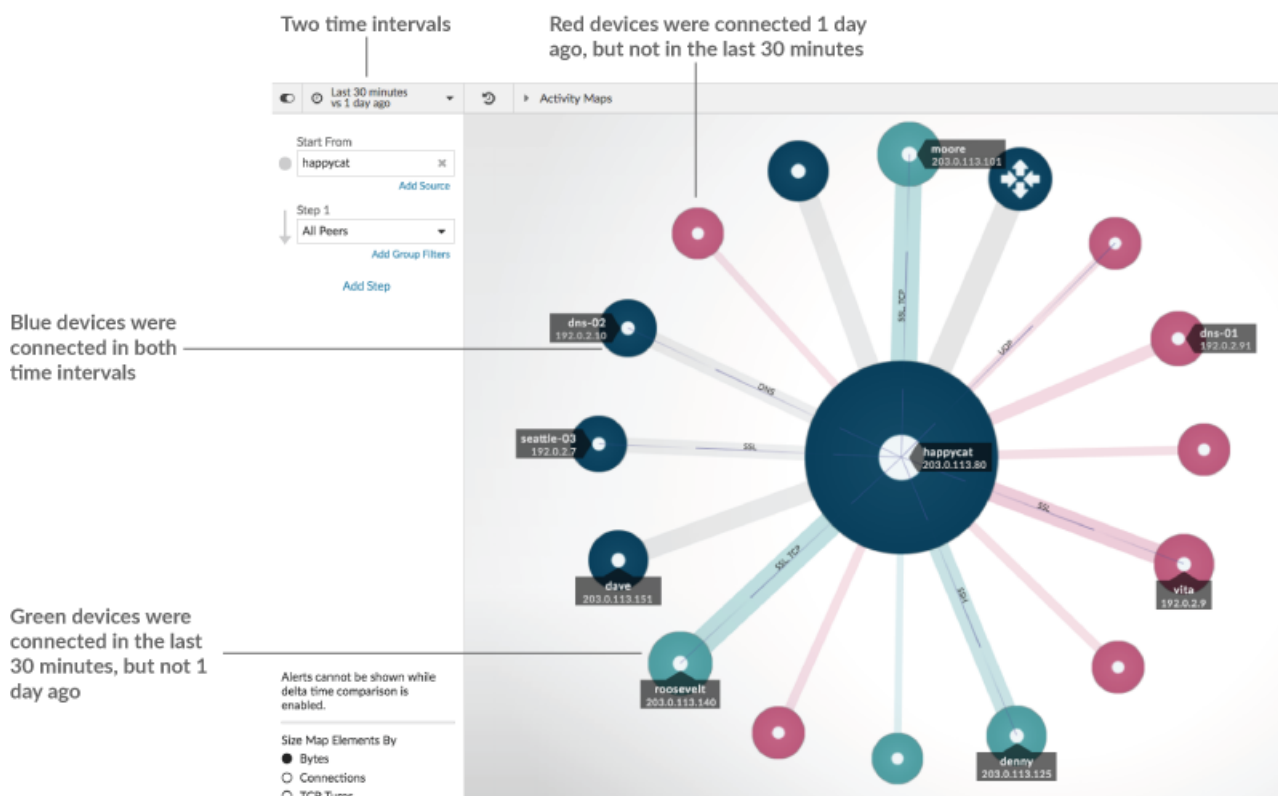 Two time intervals
Red devices were connected 1 day
ago, but not in the last 30 minutes
Last 30 minutes
vs 1 day ago
Activity Maps
Start From
happycat
Add Source
Step 1
All Peers
Add Group Filters
Add Step
Blue devices were
connected in both
time intervals
Green devices were
connected in the last
30 minutes, but not 1
day ago
Alerts cannot be shown while
delta time comparison is
enabled.
Size Map Elements By
Bytes
Connections
TCP Turns
moore
203.0.113.101
SSL, TCP
UDP
dns-01
192.0.2.91
dns-02
192.0.2.10
DNS
seattle-03
192.0.2.7
SSL
happycat
203.0.113.80
SSL
vita
192.0.2.9
dave
203.0.113.151
SSL, TCP
SSH
roosevelt
203.0.113.140
denny
203.0.113.125